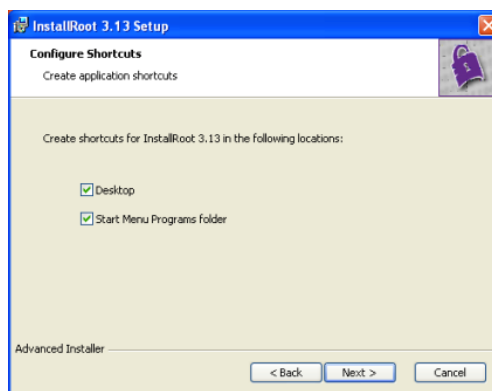 InstallRoot 3.13 Setup
Configure Shortcuts
Create application shortcuts
Create shortcuts for InstallRoot 3.13 in the following locations:
Desktop
Start Menu Programs folder
Advanced Installer
< Back
Next >
Cancel